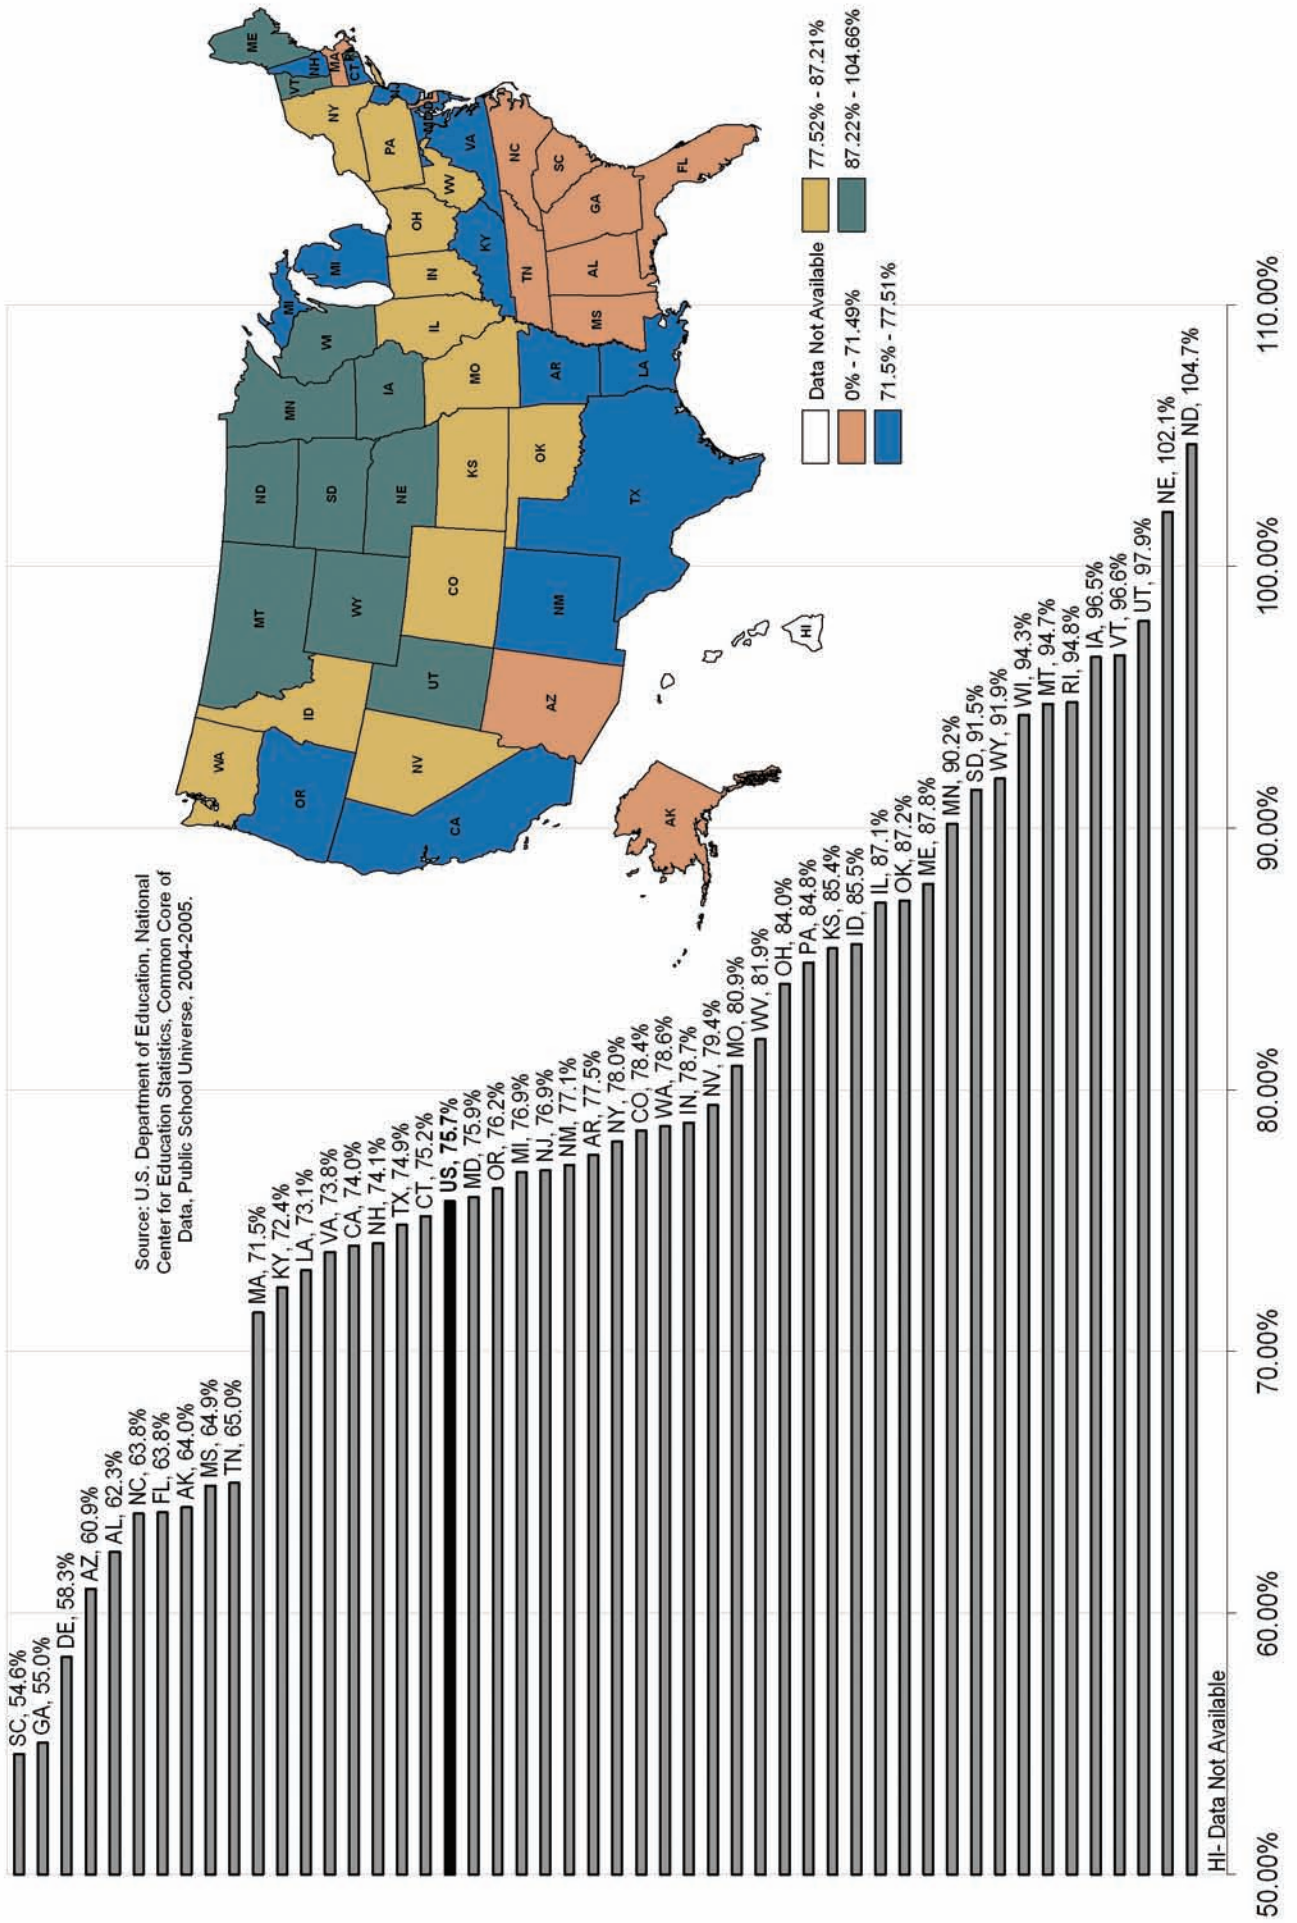 SC, 54.6%
GA, 55.0%
DE, 58.3%
AZ, 60.9%
AL, 62.3%
NC, 63.8%
FL, 63.8%
AK, 64.0%
MS, 64.9%
TN, 65.0%
MA, 71.5%
KY, 72.4%
LA, 73.1%
VA, 73.8%
CA, 74.0%
NH, 74.1%
TX, 74.9%
CT, 75.2%
US, 75.7%
MD, 75.9%
OR, 76.2%
MI, 76.9%
NJ, 76.9%
NM, 77.1%
AR, 77.5%
NY, 78.0%
CO, 78.4%
WA, 78.6%
IN, 78.7%
NV, 79.4%
MO, 80.9%
WV, 81.9%
OH, 84.0%
PA, 84.8%
KS, 85.4%
ID, 85.5%
IL, 87.1%
OK, 87.2%
ME, 87.8%
MN, 90.2%
SD, 91.5%
WY, 91.9%
WI, 94.3%
MT, 94.7%
RI, 94.8%
IA, 96.5%
VT, 96.6%
UT, 97.9%
NE, 102.1%
ND, 104.7%
HI- Data Not Available
50.00%
60.00%
70.00%
80.00%
90.00%
100.00%
110.00%
Source: U.S. Department of Education, National
Center for Education Statistics, Common Core of
Data, Public School Universe, 2004-2005.
WA
OR
CA
ID
NV
MT
WY
UT
AZ
CO
NM
ND
SD
NE
KS
OK
TX
MN
IA
MO
AR
LA
WI
IL
MI
MI
IN
OH
KY
TN
MS
AL
GA
FL
SC
NC
VA
WV
PA
NY
VT
NH
ME
MA
CT
RI
NJ
DE
MD
AK
HI
Data Not Available
0% - 71.49%
71.5% - 77.51%
77.52% - 87.21%
87.22% - 104.66%